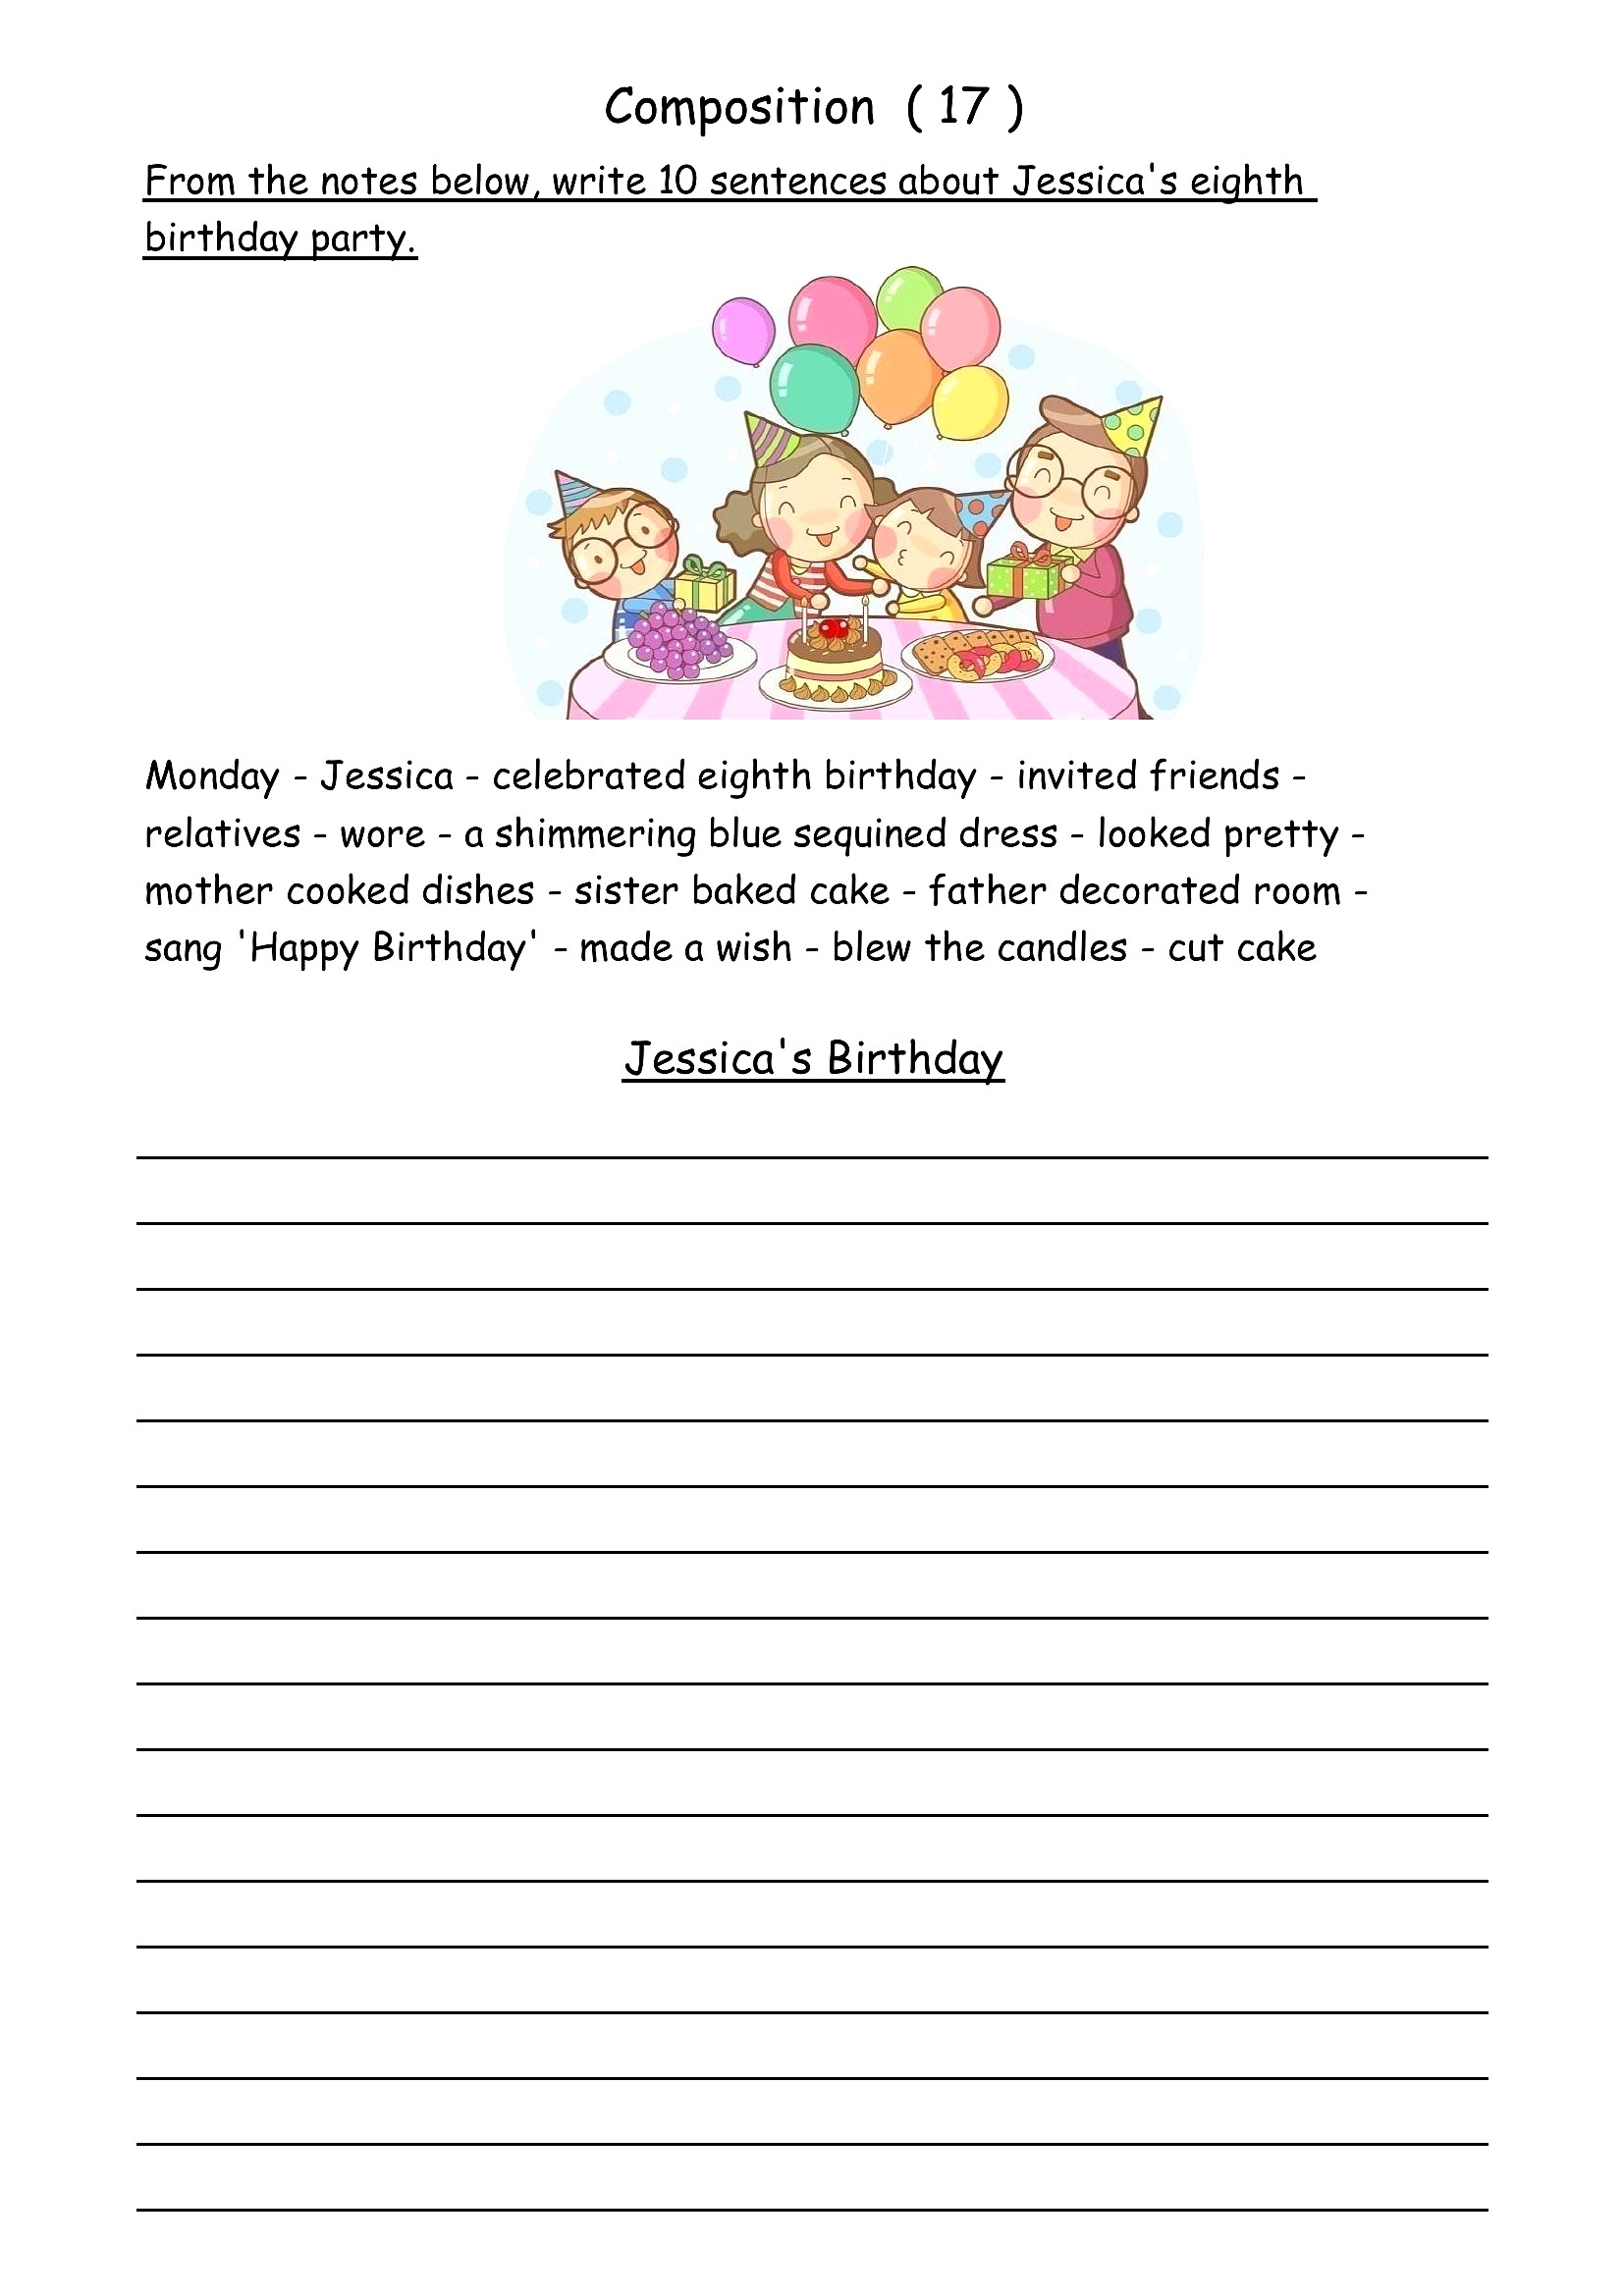 Composition ( 17 )
From the notes below, write 10 sentences about Jessica's eighth
birthday party.
Monday - Jessica - celebrated eighth birthday - invited friends -
relatives - wore - a shimmering blue sequined dress - looked pretty -
mother cooked dishes - sister baked cake - father decorated room -
sang 'Happy Birthday' - made a wish - blew the candles - cut cake
Jessica's Birthday